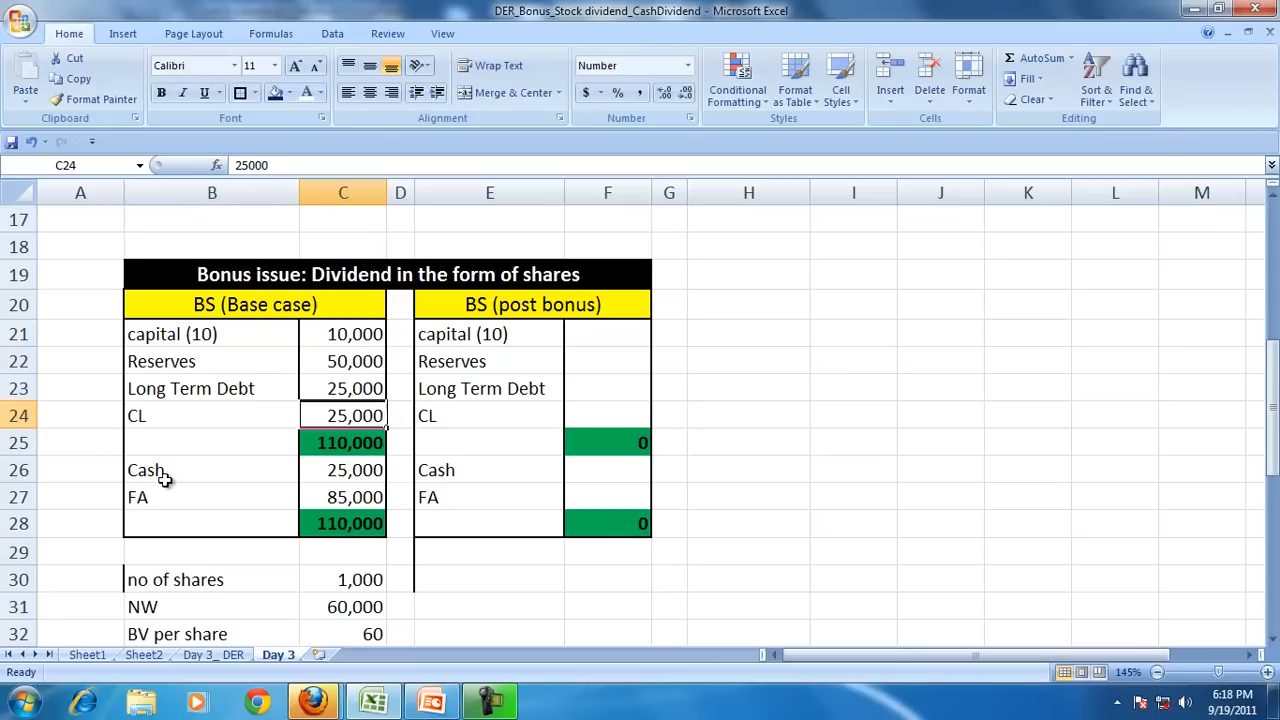 DER_Bonus_Stock dividend_CashDividend - Microsoft Excel
Home Insert Page Layout Formulas Data Review View
Paste
Cut
Copy
Format Painter
Clipboard
Calibri 11
B I U
Font
Wrap Text
Merge & Center
Alignment
Number
$ % ,
Number
Conditional Formatting
Format as Table
Cell Styles
Styles
Insert Delete Format
Cells
Σ AutoSum
Fill
Clear
Sort & Filter
Find & Select
Editing
C24 fx 25000
A B C D E F G H I J K L M
17
18
19 Bonus issue: Dividend in the form of shares
20 BS (Base case) BS (post bonus)
21 capital (10) 10,000 capital (10)
22 Reserves 50,000 Reserves
23 Long Term Debt 25,000 Long Term Debt
24 CL 25,000 CL
25 110,000 0
26 Cash 25,000 Cash
27 FA 85,000 FA
28 110,000 0
29
30 no of shares 1,000
31 NW 60,000
32 BV per share 60
Sheet1 Sheet2 Day 3_ DER Day 3
Ready 145%
6:18 PM
9/19/2011